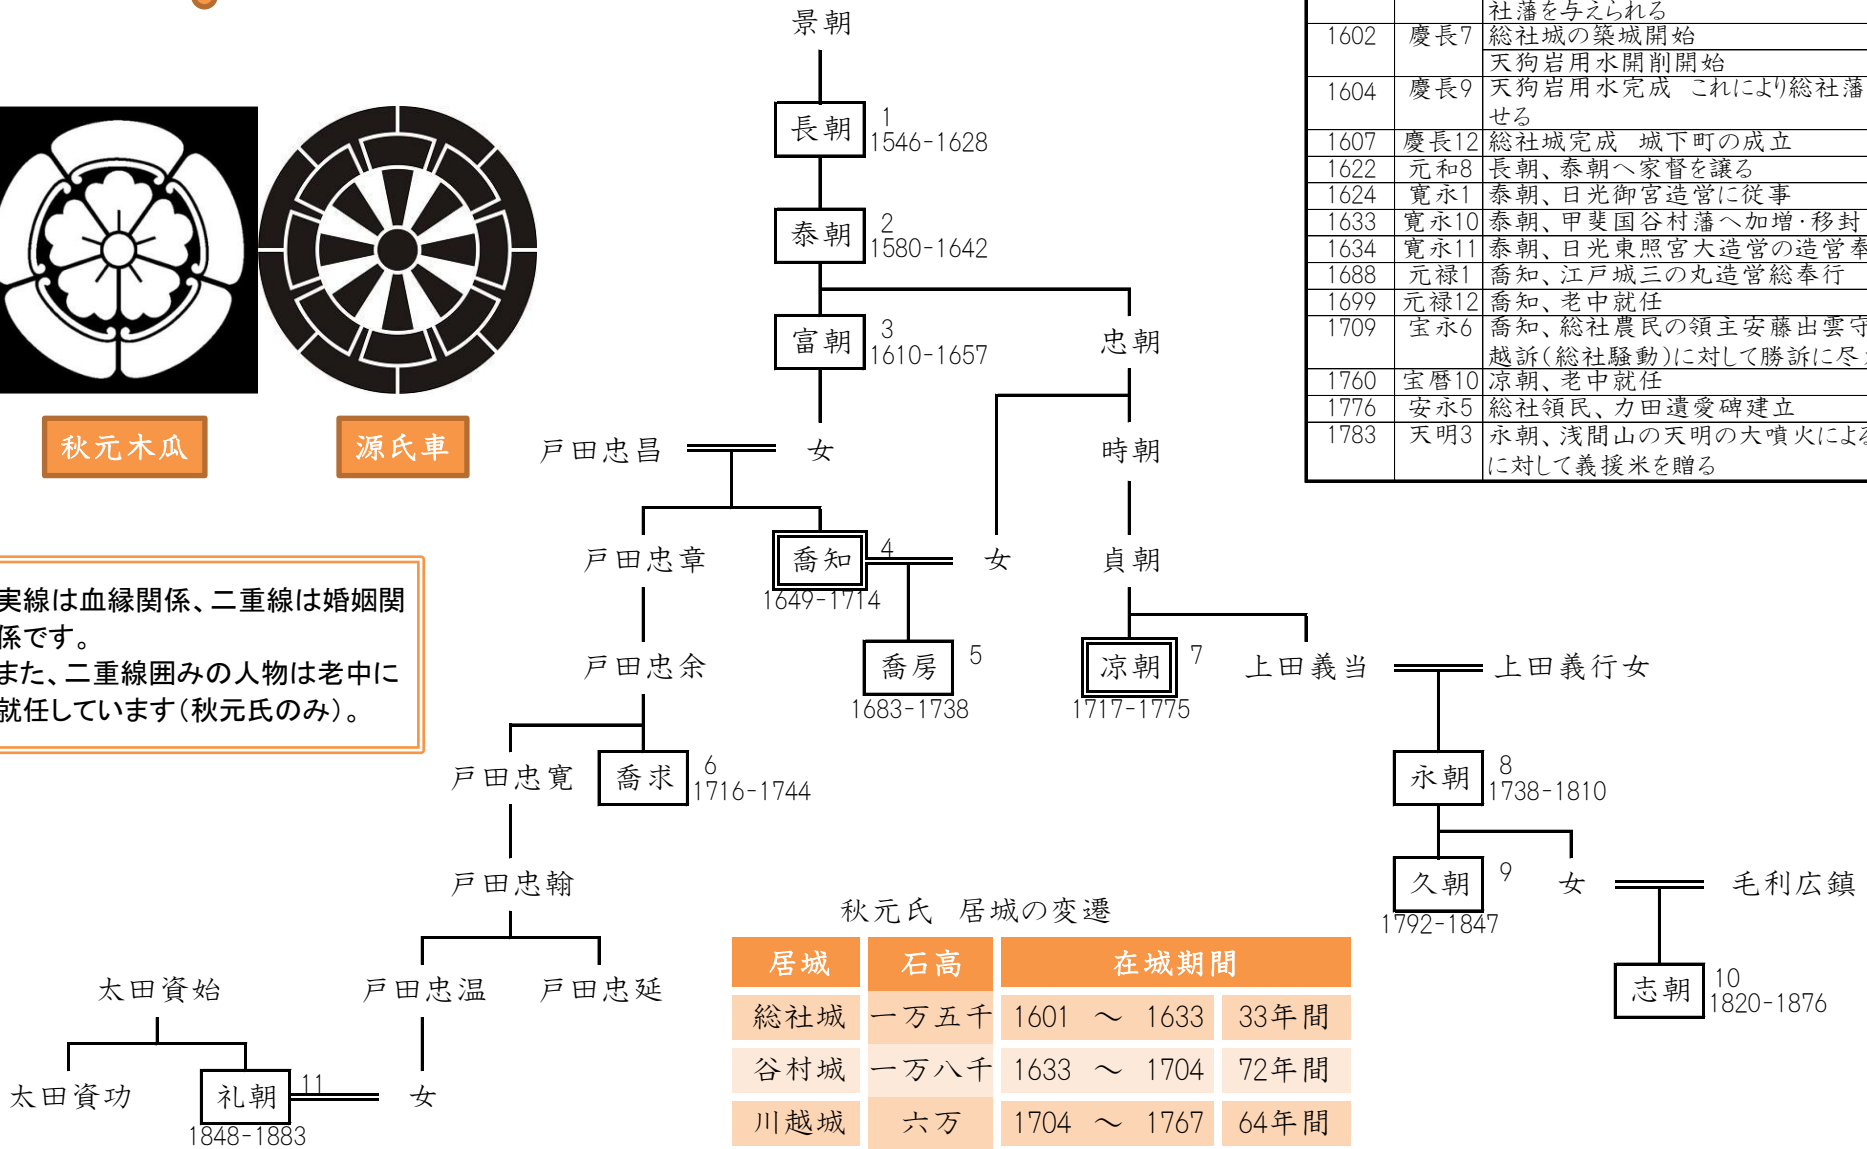 景朝
長朝
1
1546-1628
泰朝
2
1580-1642
富朝
3
1610-1657
忠朝
戸田忠昌
女
時朝
戸田忠章
喬知
4
1649-1714
女
貞朝
戸田忠余
喬房
5
1683-1738
凉朝
7
1717-1775
上田義当
上田義行女
戸田忠寛
喬求
6
1716-1744
永朝
8
1738-1810
戸田忠翰
久朝
9
1792-1847
女
毛利広鎮
太田資始
戸田忠温
戸田忠延
志朝
10
1820-1876
太田資功
礼朝
11
1848-1883
女
秋元木瓜
源氏車
実線は血縁関係、二重線は婚姻関
係です。
また、二重線囲みの人物は老中に
就任しています（秋元氏のみ）。
社藩を与えられる
1602 慶長7 総社城の築城開始
天狗岩用水開削開始
1604 慶長9 天狗岩用水完成 これにより総社藩
せる
1607 慶長12 総社城完成 城下町の成立
1622 元和8 長朝、泰朝へ家督を譲る
1624 寛永1 泰朝、日光御宮造営に従事
1633 寛永10 泰朝、甲斐国谷村藩へ加増・移封
1634 寛永11 泰朝、日光東照宮大造営の造営奉
1688 元禄1 喬知、江戸城三の丸造営総奉行
1699 元禄12 喬知、老中就任
1709 宝永6 喬知、総社農民の領主安藤出雲守
越訴（総社騒動）に対して勝訴に尽
1760 宝暦10 凉朝、老中就任
1776 安永5 総社領民、力田遺愛碑建立
1783 天明3 永朝、浅間山の天明の大噴火による
に対して義援米を贈る
秋元氏 居城の変遷
居城 石高 在城期間
総社城 一万五千 1601 ～ 1633 33年間
谷村城 一万八千 1633 ～ 1704 72年間
川越城 六万 1704 ～ 1767 64年間